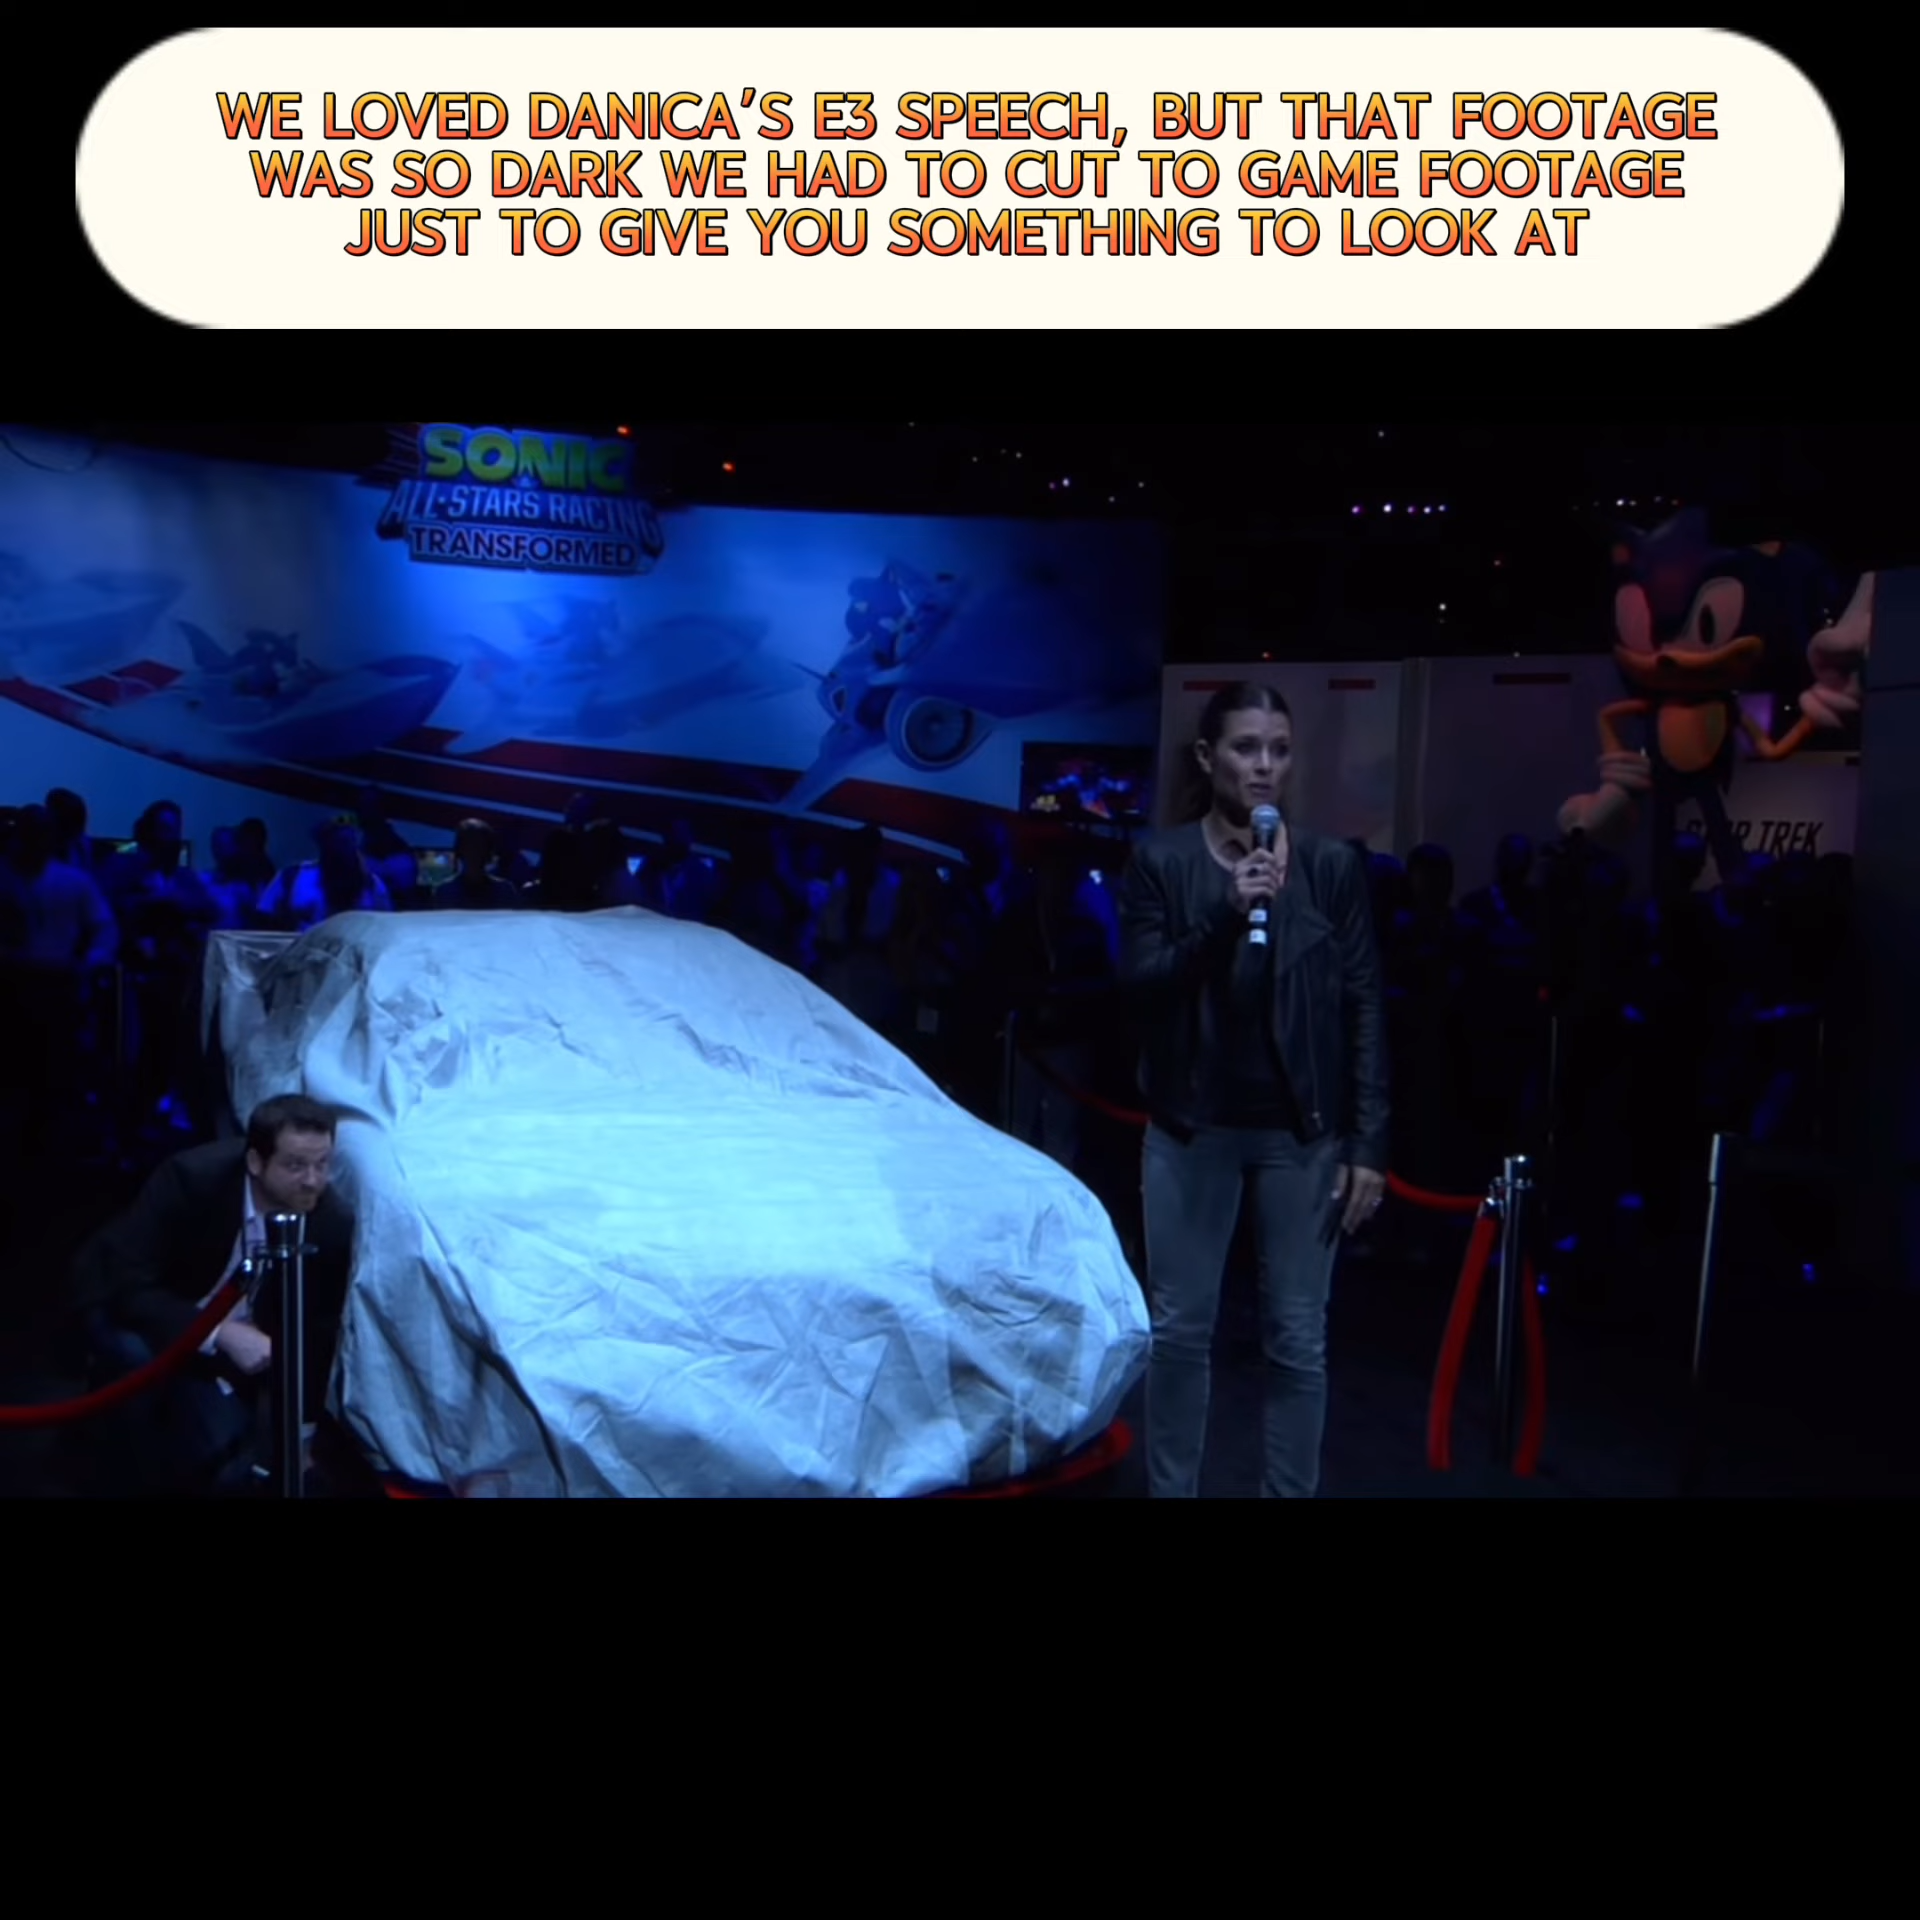 WE LOVED DANICA'S E3 SPEECH, BUT THAT FOOTAGE
WAS SO DARK WE HAD TO CUT TO GAME FOOTAGE
JUST TO GIVE YOU SOMETHING TO LOOK AT
SONIC
ALL-STARS RACING
TRANSFORMED
TREK